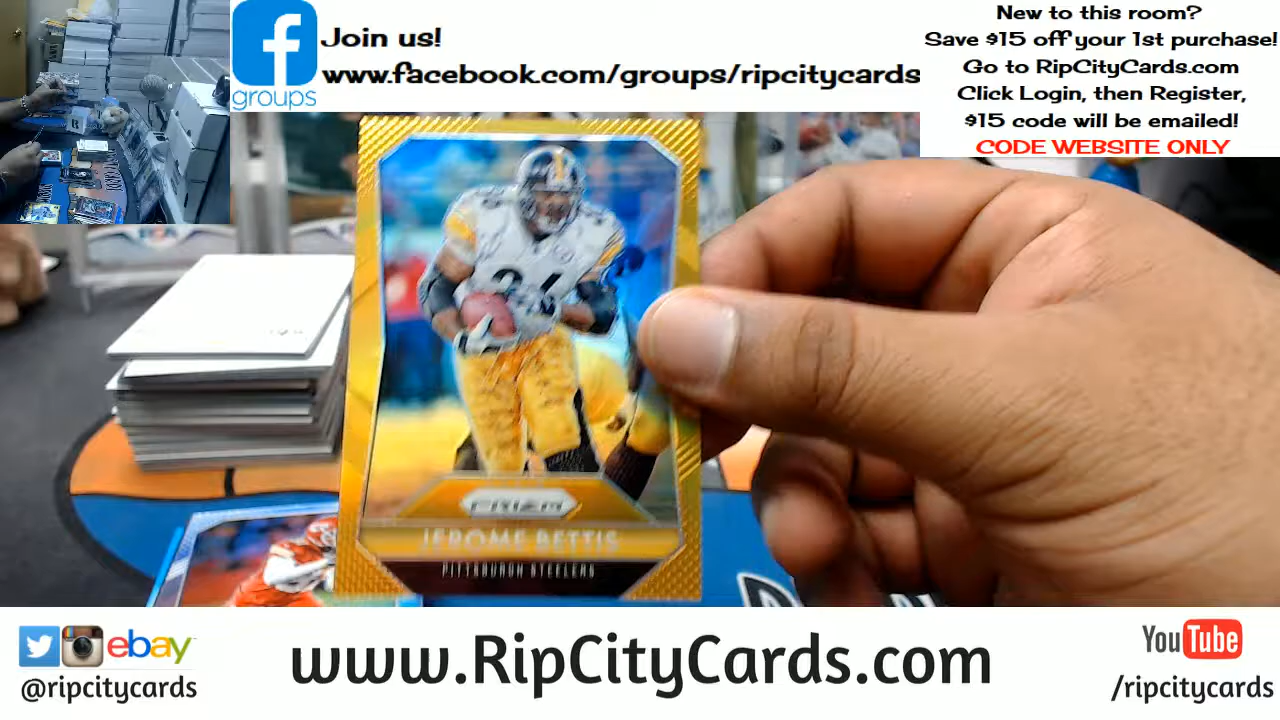 Join us!
www.facebook.com/groups/ripcitycards
groups
New to this room?
Save $15 off your 1st purchase!
Go to RipCityCards.com
Click Login, then Register,
$15 code will be emailed!
CODE WEBSITE ONLY
36
PRIZM
JEROME BETTIS
PITTSBURGH STEELERS
ebay
@ripcitycards
www.RipCityCards.com
YouTube
/ripcitycards